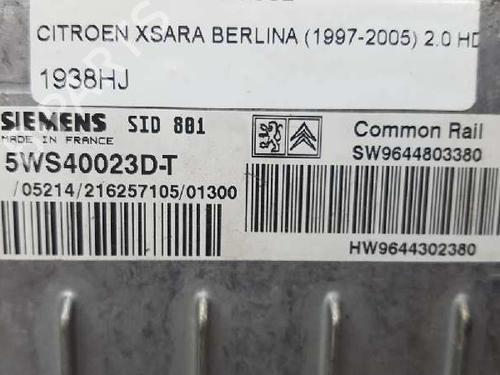 CITROEN XSARA BERLINA (1997-2005) 2.0 HD
1938HJ
SIEMENS SID 801
MADE IN FRANCE
5WS40023D-T
/05214/216257105/01300
Common Rail
SW9644803380
HW9644302380